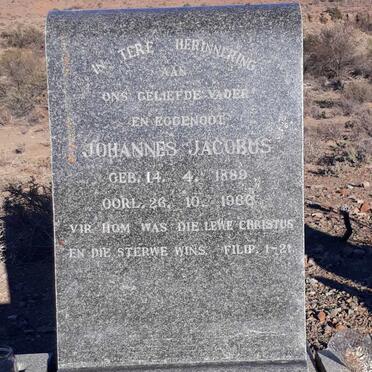 IN TERE HERINNERING
AAN
ONS GELIEFDE VADER
EN EGGENOOT
JOHANNES JACOBUS
GEB. 14. 4. 1889
OORL. 26. 10. 1966
VIR HOM WAS DIE LEWE CHRISTUS
EN DIE STERWE WINS. FILIP. 1-21